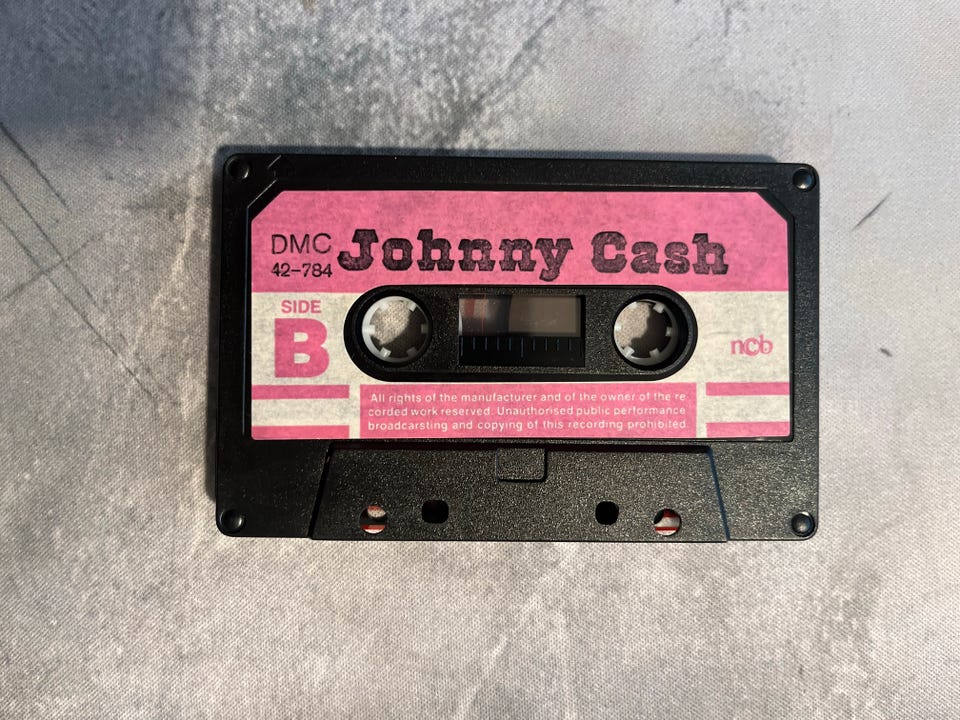 DMC
42-784
Johnny Cash
SIDE
B
ncb
All rights of the manufacturer and of the owner of the re
corded work reserved. Unauthorised public performance
broadcarsting and copying of this recording prohibited.